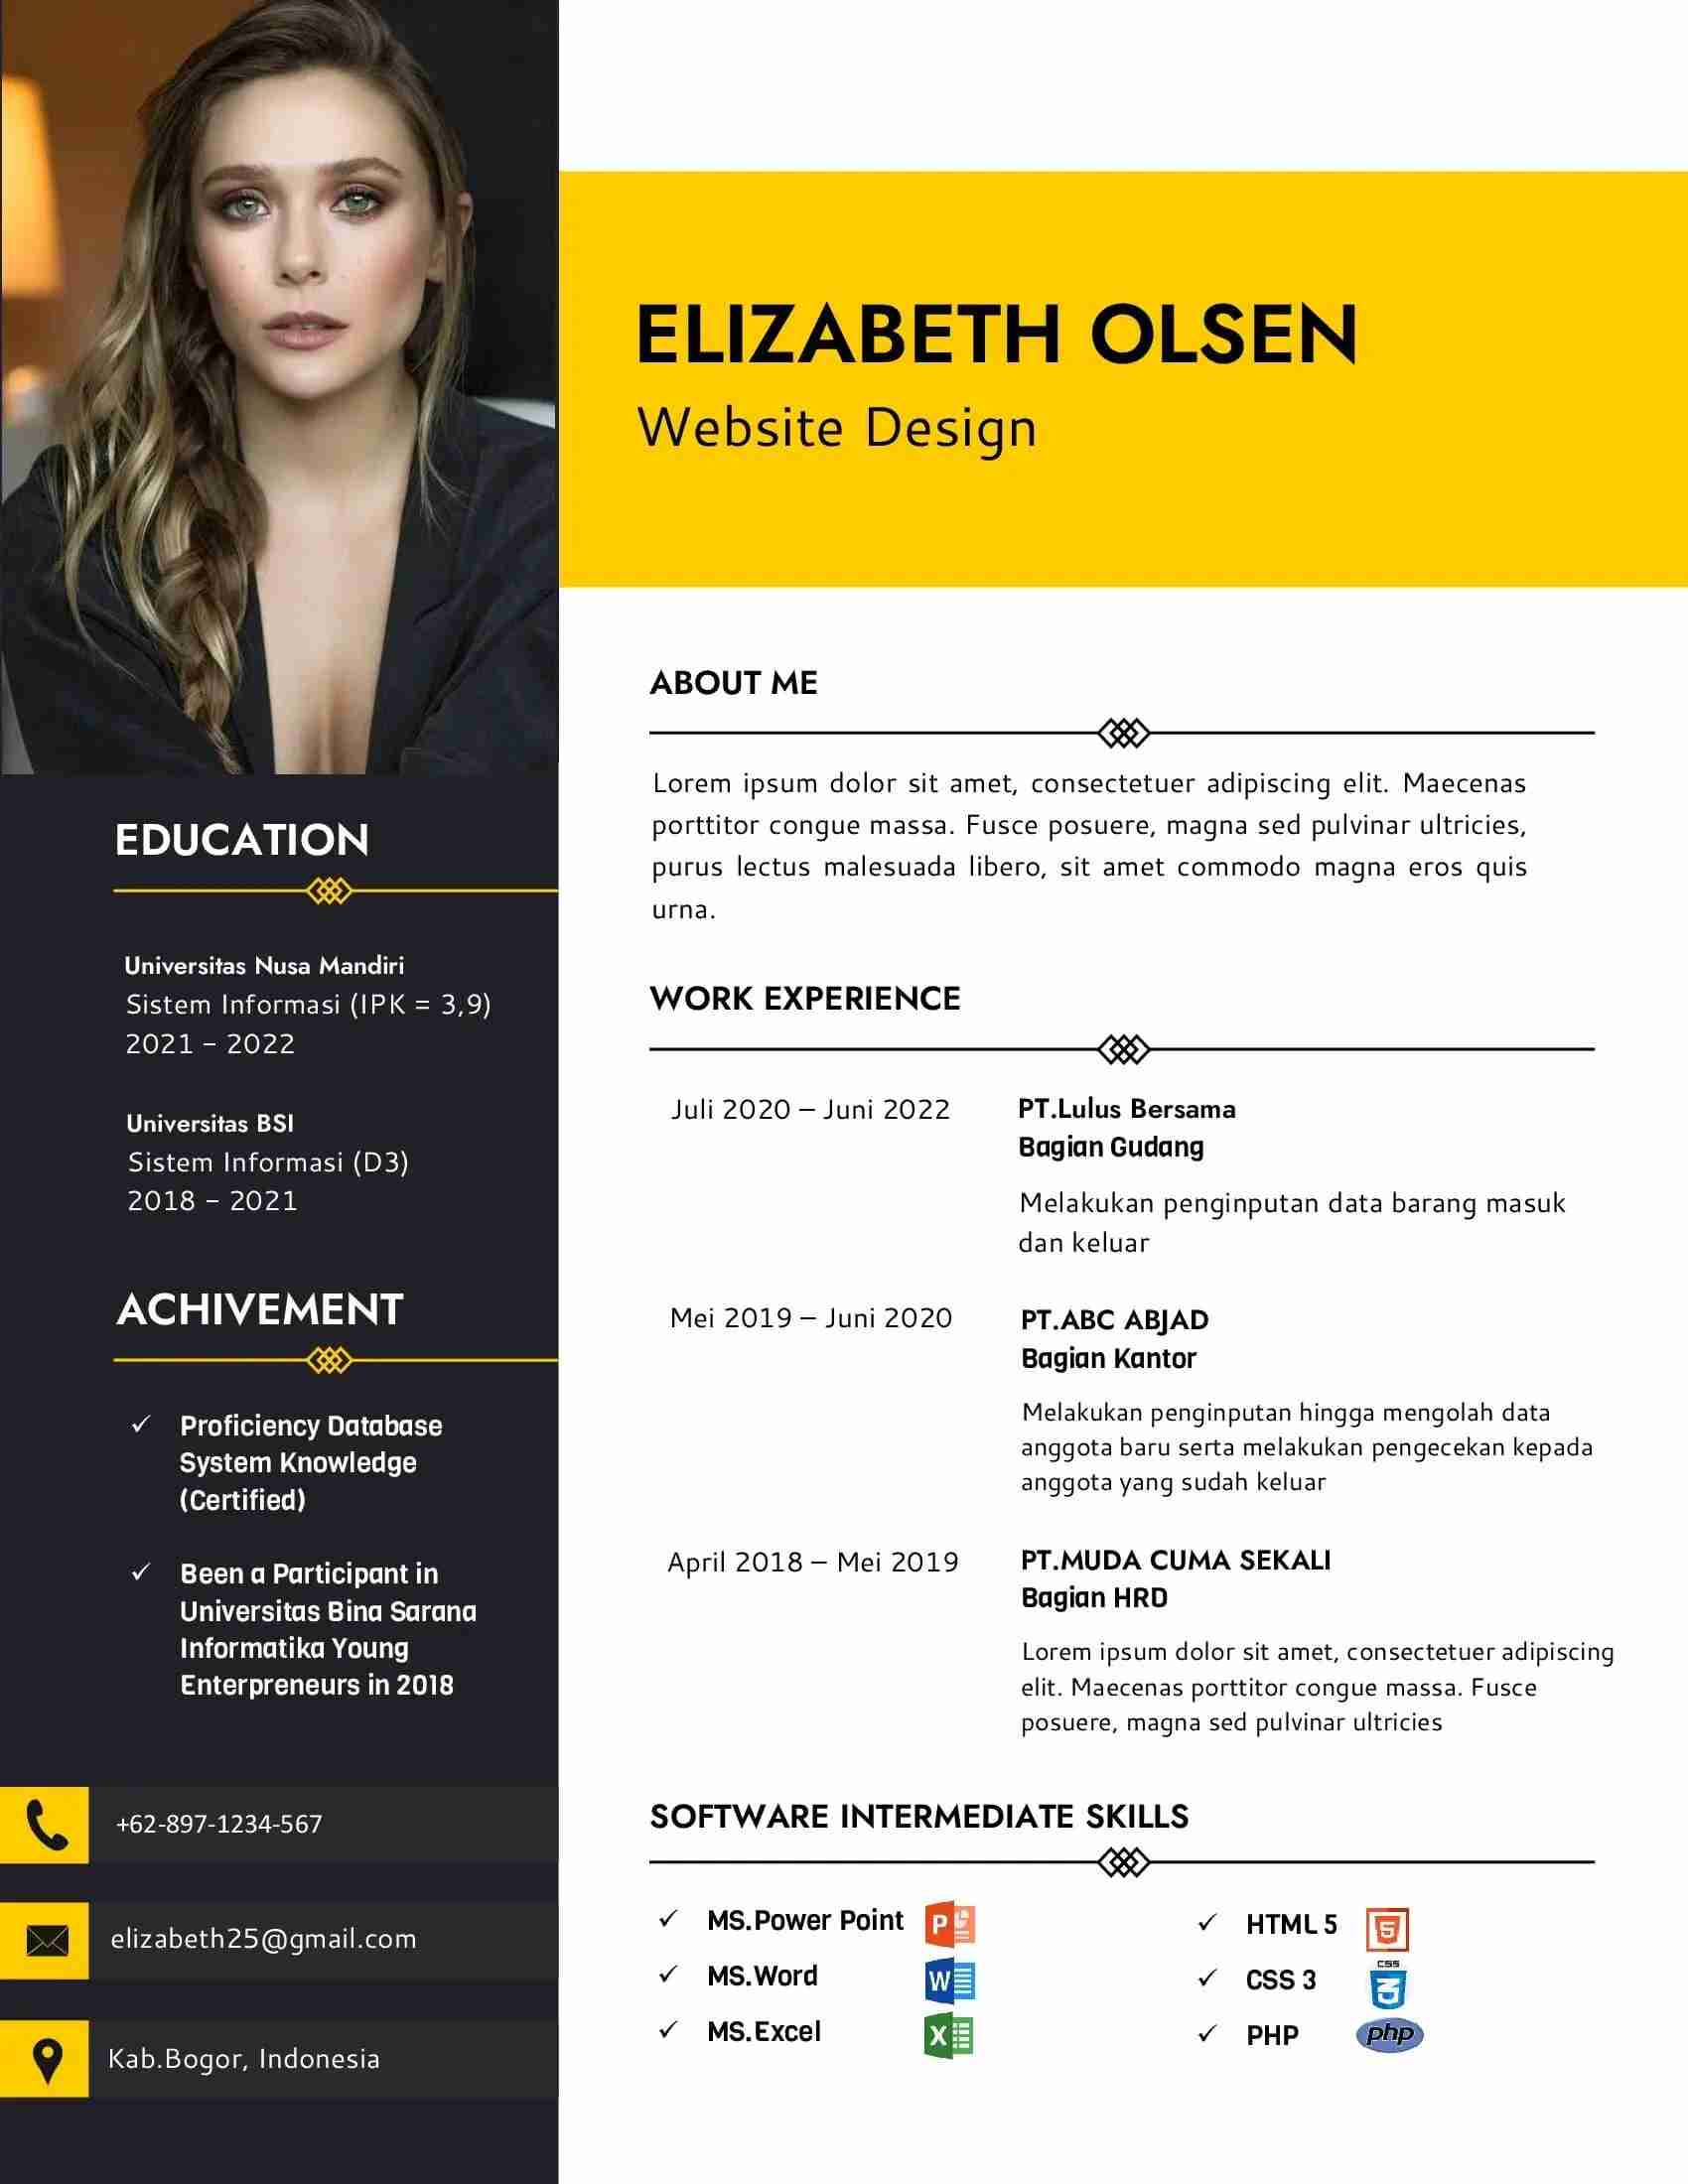 ELIZABETH OLSEN
Website Design
EDUCATION
Universitas Nusa Mandiri
Sistem Informasi (IPK = 3,9)
2021 – 2022
Universitas BSI
Sistem Informasi (D3)
2018 – 2021
ACHIVEMENT
✓ Proficiency Database
System Knowledge
(Certified)
✓ Been a Participant in
Universitas Bina Sarana
Informatika Young
Enterpreneurs in 2018
+62-897-1234-567
elizabeth25@gmail.com
Kab.Bogor, Indonesia
ABOUT ME
Lorem ipsum dolor sit amet, consectetuer adipiscing elit. Maecenas
porttitor congue massa. Fusce posuere, magna sed pulvinar ultricies,
purus lectus malesuada libero, sit amet commodo magna eros quis
urna.
WORK EXPERIENCE
Juli 2020 – Juni 2022
PT.Lulus Bersama
Bagian Gudang
Melakukan penginputan data barang masuk
dan keluar
Mei 2019 – Juni 2020
PT.ABC ABJAD
Bagian Kantor
Melakukan penginputan hingga mengolah data
anggota baru serta melakukan pengecekan kepada
anggota yang sudah keluar
April 2018 – Mei 2019
PT.MUDA CUMA SEKALI
Bagian HRD
Lorem ipsum dolor sit amet, consectetuer adipiscing
elit. Maecenas porttitor congue massa. Fusce
posuere, magna sed pulvinar ultricies
SOFTWARE INTERMEDIATE SKILLS
✓ MS.Power Point P
✓ MS.Word W
✓ MS.Excel X
✓ HTML 5 5
✓ CSS 3 CSS 3
✓ PHP php